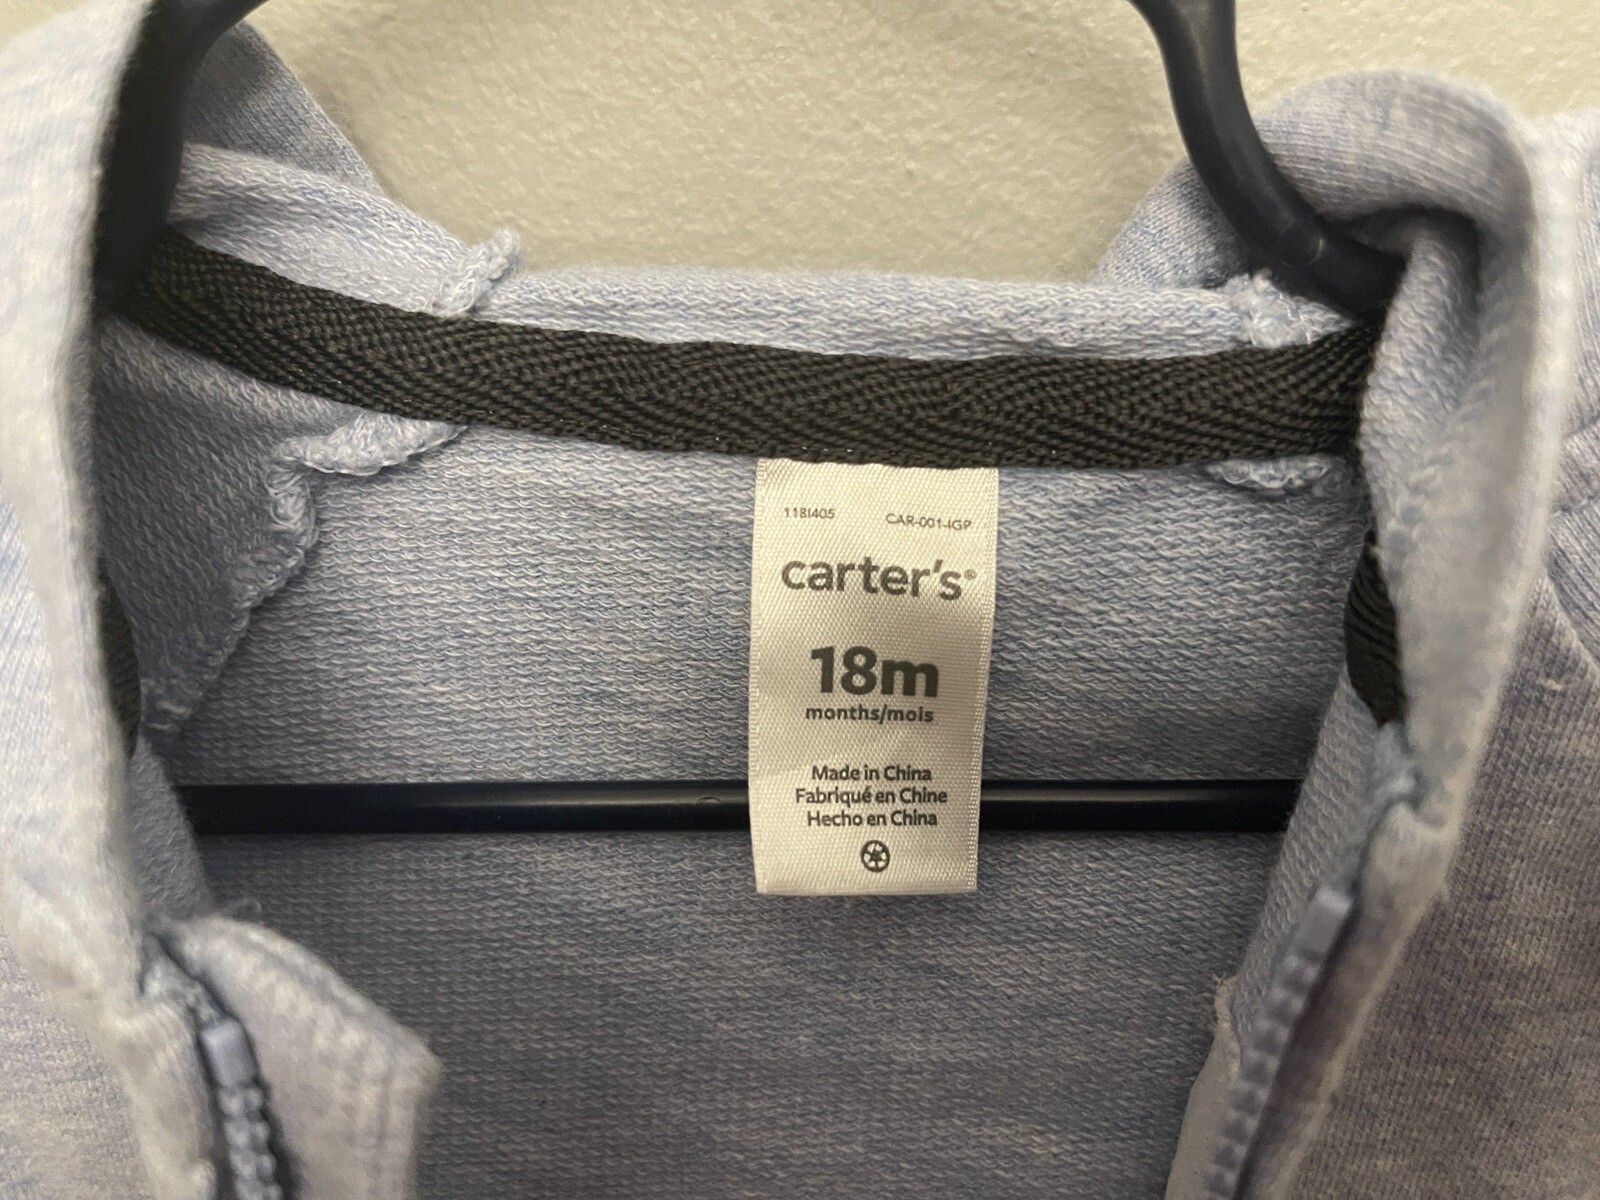 118I405 CAR-001-IGP
carter's®
18m
months/mois
Made in China
Fabriqué en Chine
Hecho en China